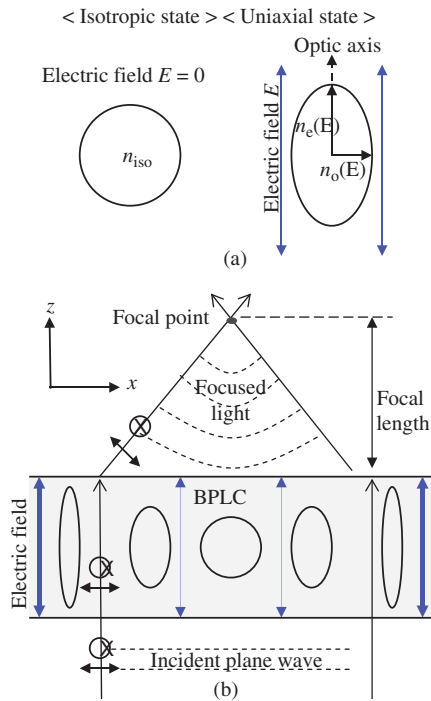 < Isotropic state > < Uniaxial state >
Optic axis
Electric field E = 0
Electric field E
n_iso
n_e(E)
n_o(E)
(a)
z
x
Focal point
Focused
light
Focal
length
BPLC
Electric field
X
X
X
Incident plane wave
(b)